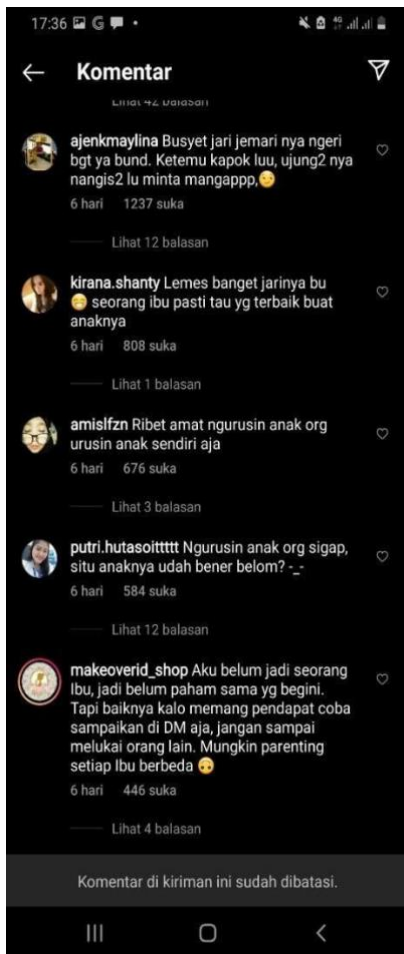 17:36
4G
Komentar
Lihat 42 balasan
ajenkmaylina Busyet jari jemari nya ngeri
bgt ya bund. Ketemu kapok luu, ujung2 nya
nangis2 lu minta mangappp,😏
6 hari 1237 suka
Lihat 12 balasan
kirana.shanty Lemes banget jarinya bu
😁 seorang ibu pasti tau yg terbaik buat
anaknya
6 hari 808 suka
Lihat 1 balasan
amislfzn Ribet amat ngurusin anak org
urusin anak sendiri aja
6 hari 676 suka
Lihat 3 balasan
putri.hutasoittttt Ngurusin anak org sigap,
situ anaknya udah bener belom? -_-
6 hari 584 suka
Lihat 12 balasan
makeoverid_shop Aku belum jadi seorang
Ibu, jadi belum paham sama yg begini.
Tapi baiknya kalo memang pendapat coba
sampaikan di DM aja, jangan sampai
melukai orang lain. Mungkin parenting
setiap Ibu berbeda 🙃
6 hari 446 suka
Lihat 4 balasan
Komentar di kiriman ini sudah dibatasi.